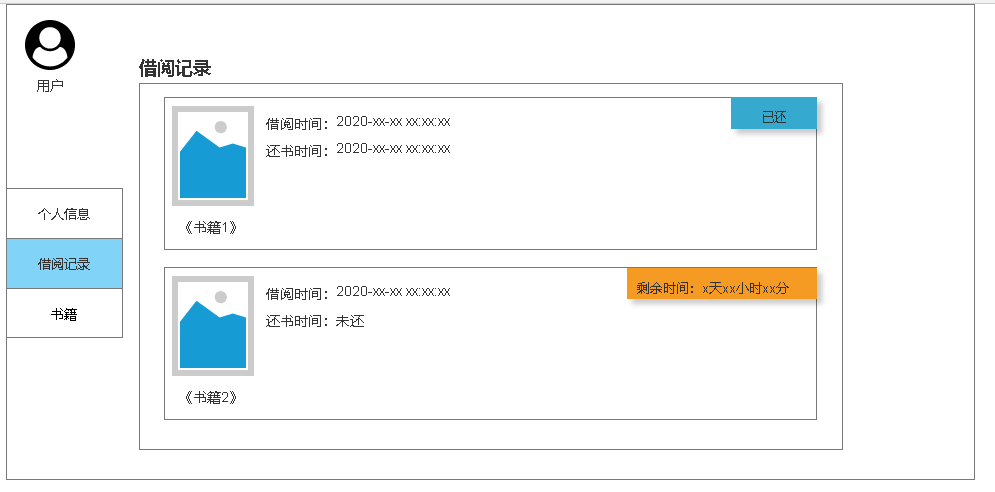 用户
借阅记录
个人信息
借阅记录
书籍
借阅时间：2020-xx-xx xx:xx:xx
还书时间：2020-xx-xx xx:xx:xx
已还
《书籍1》
借阅时间：2020-xx-xx xx:xx:xx
还书时间：未还
剩余时间：x天xx小时xx分
《书籍2》